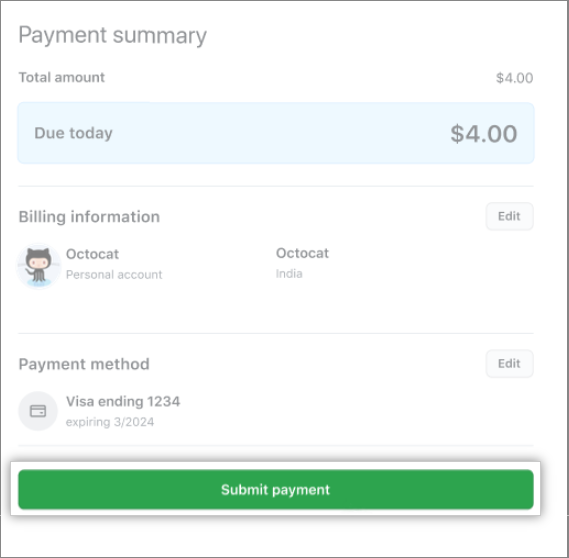 Payment summary
Total amount $4.00
Due today $4.00
Billing information Edit
Octocat Octocat
Personal account India
Payment method Edit
Visa ending 1234
expiring 3/2024
Submit payment